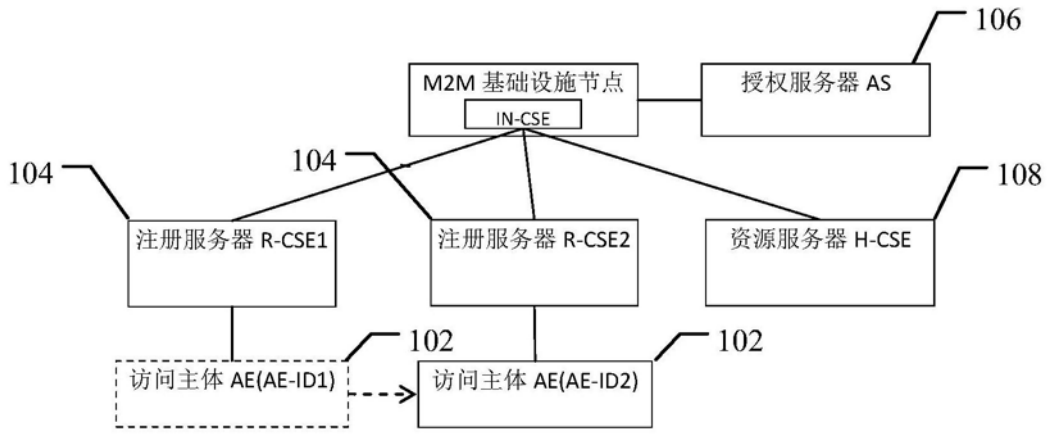 106
M2M 基础设施节点
授权服务器 AS
IN-CSE
104
104
108
注册服务器 R-CSE1
注册服务器 R-CSE2
资源服务器 H-CSE
102
102
访问主体 AE(AE-ID1)
访问主体 AE(AE-ID2)